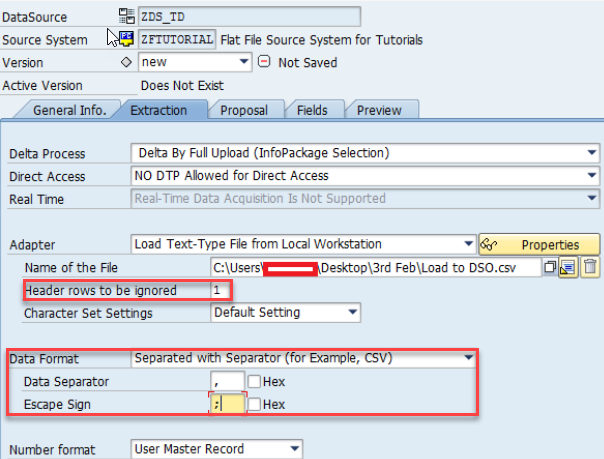 DataSource ZDS_TD
Source System ZFTUTORIAL Flat File Source System for Tutorials
Version new Not Saved
Active Version Does Not Exist
General Info. Extraction Proposal Fields Preview
Delta Process Delta By Full Upload (InfoPackage Selection)
Direct Access NO DTP Allowed for Direct Access
Real Time Real-Time Data Acquisition Is Not Supported
Adapter Load Text-Type File from Local Workstation Properties
Name of the File C:\Users\ \Desktop\3rd Feb\Load to DSO.csv
Header rows to be ignored 1
Character Set Settings Default Setting
Data Format Separated with Separator (for Example, CSV)
Data Separator , Hex
Escape Sign ; Hex
Number format User Master Record